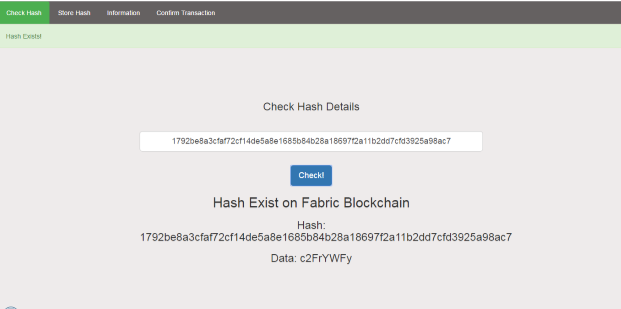 Check Hash Store Hash Information Confirm Transaction
Hash Exists!
Check Hash Details
1792be8a3cfaf72cf14de5a8e1685b84b28a18697f2a11b2dd7cfd3925a98ac7
Check!
Hash Exist on Fabric Blockchain
Hash:
1792be8a3cfaf72cf14de5a8e1685b84b28a18697f2a11b2dd7cfd3925a98ac7
Data: c2FrYWFy